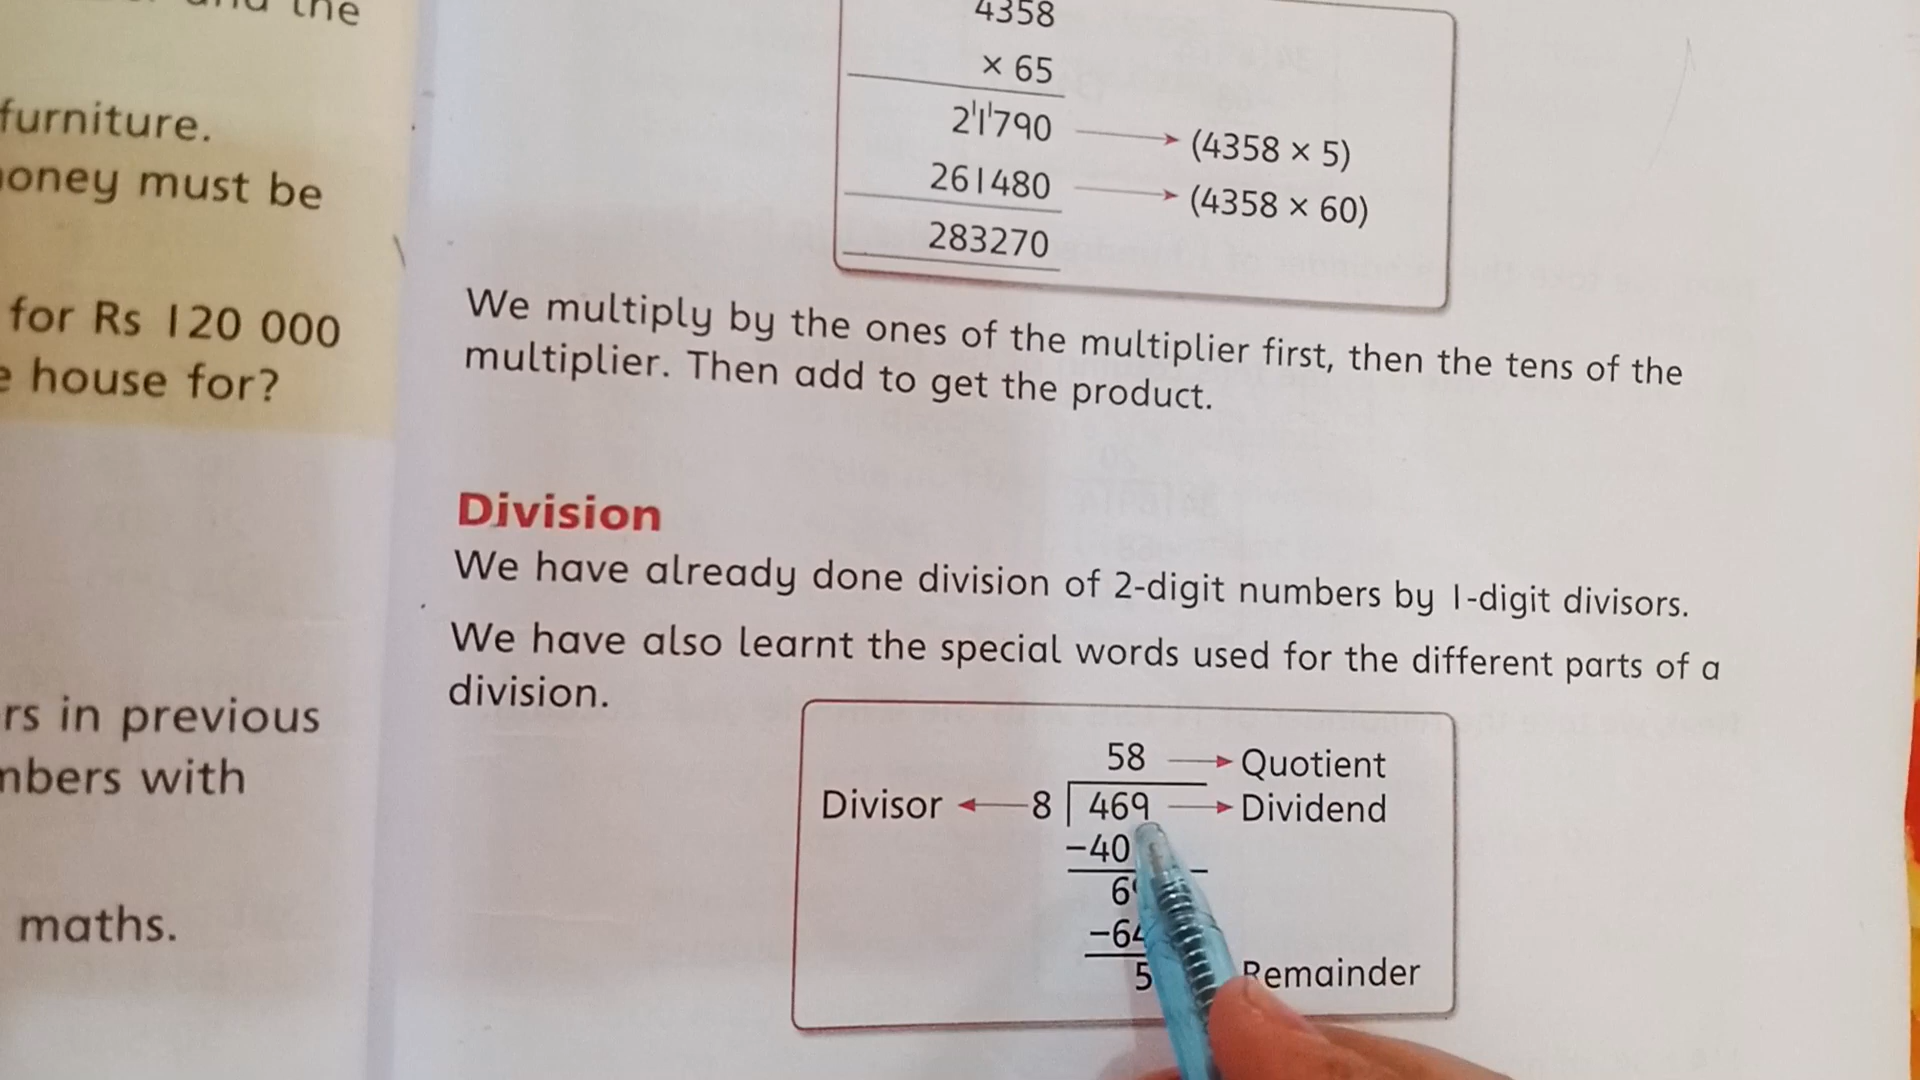 the
furniture.
must be
for Rs 120 000
house for?
in previous
with
maths.
4358
× 65
21790 (4358 × 5)
261480 (4358 × 60)
283270
We multiply by the ones of the multiplier first, then the tens of the
multiplier. Then add to get the product.
Division
We have already done division of 2-digit numbers by 1-digit divisors.
We have also learnt the special words used for the different parts of a
division.
58 Quotient
Divisor 8 469 Dividend
-40
6
-64
5 Remainder